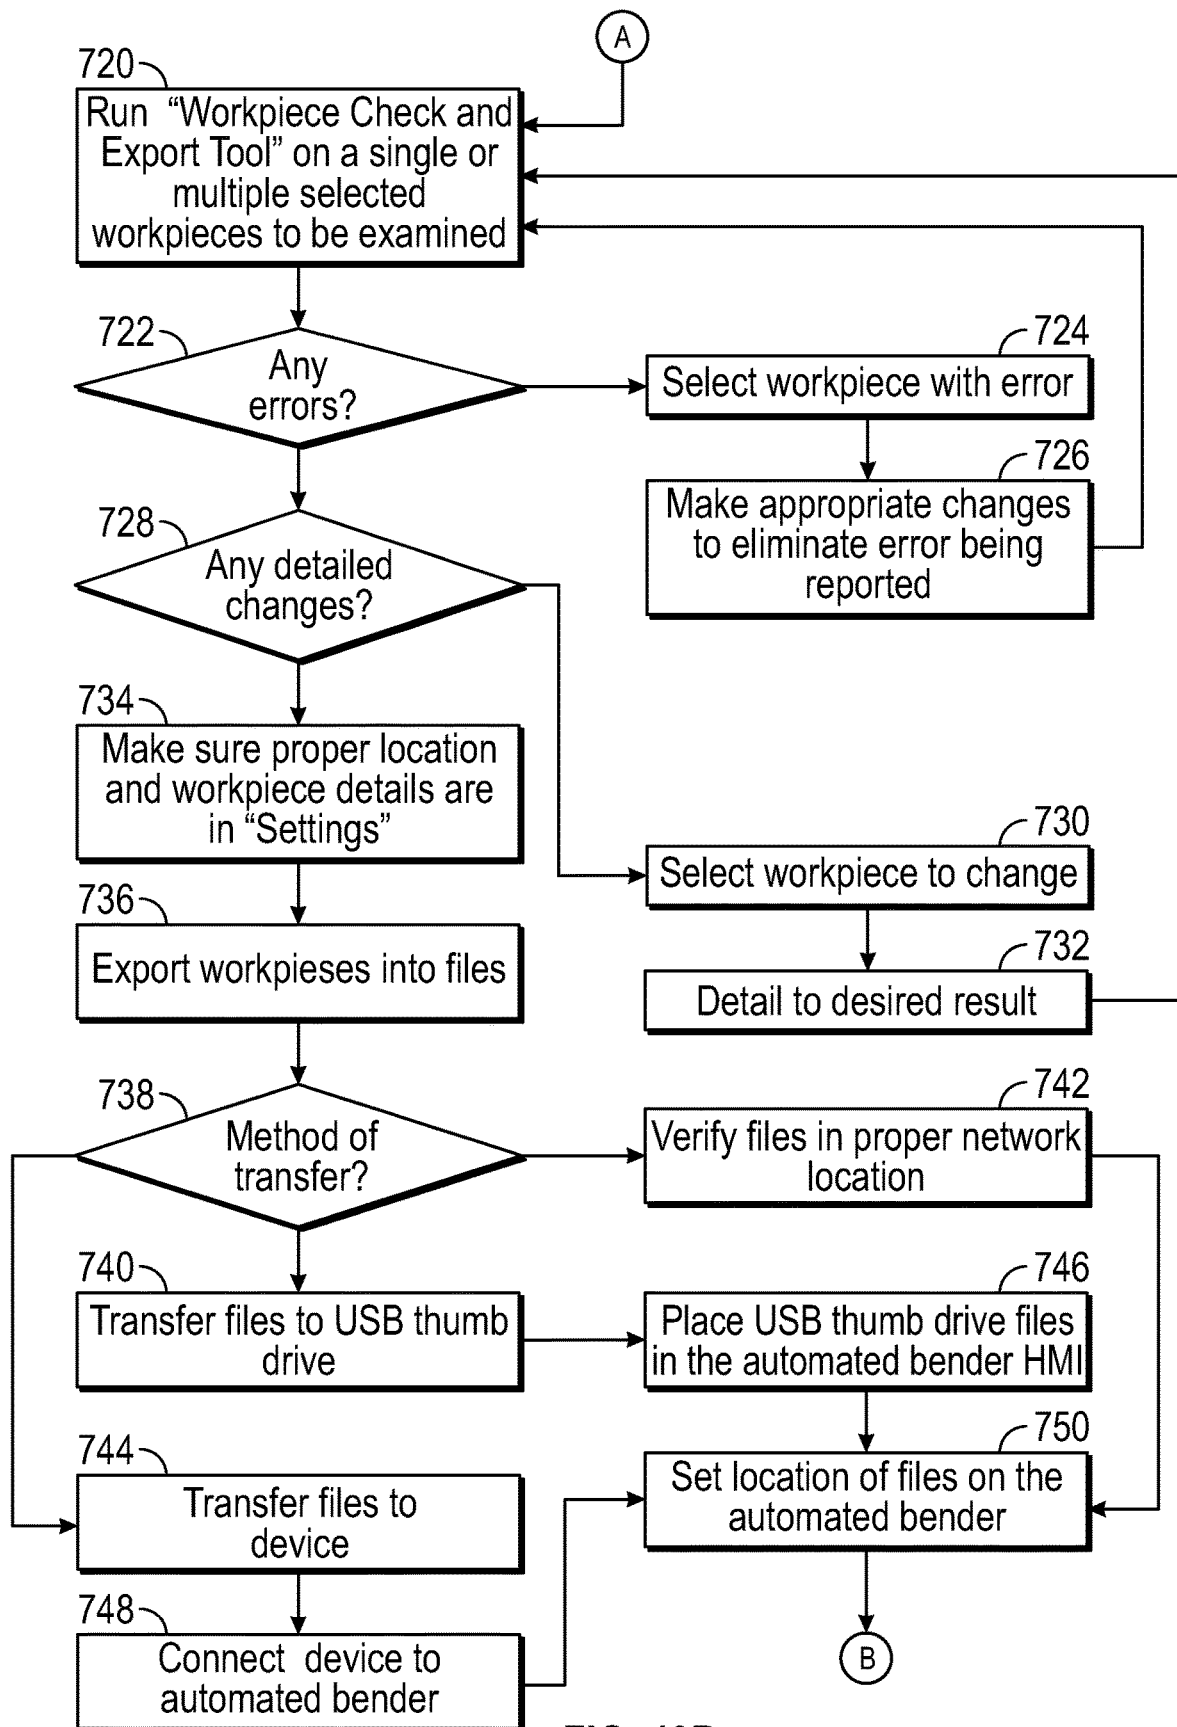 A
720
Run “Workpiece Check and
Export Tool” on a single or
multiple selected
workpieces to be examined
722
Any
errors?
724
Select workpiece with error
726
Make appropriate changes
to eliminate error being
reported
728
Any detailed
changes?
734
Make sure proper location
and workpiece details are
in “Settings”
730
Select workpiece to change
736
Export workpieses into files
732
Detail to desired result
738
Method of
transfer?
742
Verify files in proper network
location
740
Transfer files to USB thumb
drive
746
Place USB thumb drive files
in the automated bender HMI
744
Transfer files to
device
750
Set location of files on the
automated bender
748
Connect device to
automated bender
B